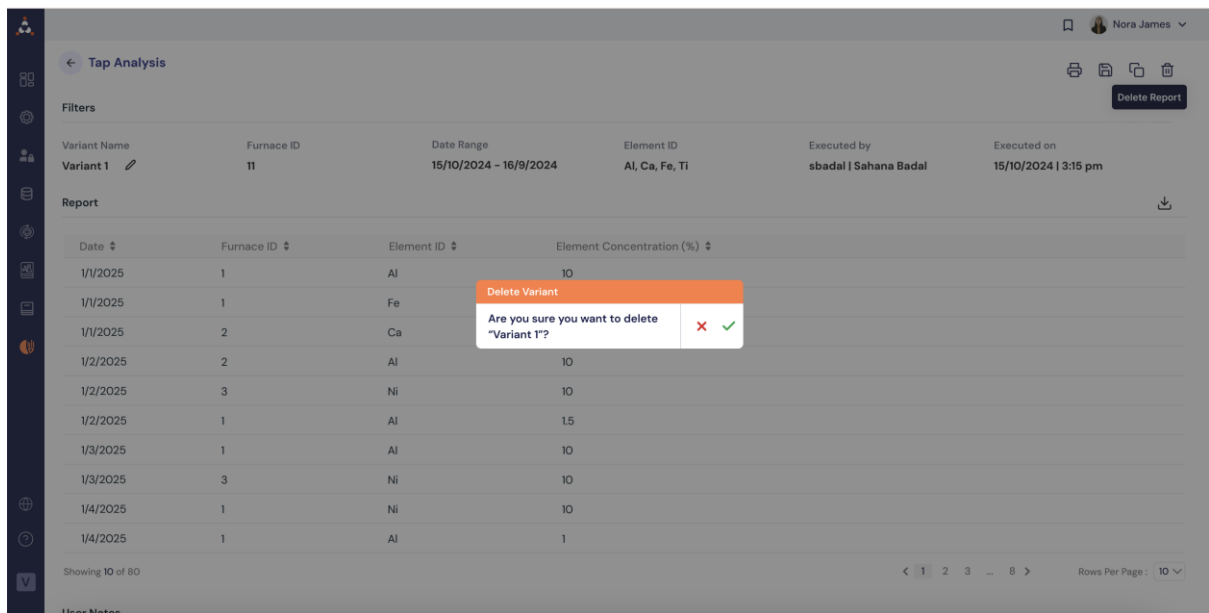 Nora James
Tap Analysis
Delete Report
Filters
Variant Name Furnace ID Date Range Element ID Executed by Executed on
Variant 1 11 15/10/2024 - 16/9/2024 Al, Ca, Fe, Ti sbadal | Sahana Badal 15/10/2024 | 3:15 pm
Report
Date Furnace ID Element ID Element Concentration (%)
1/1/2025 1 Al 10
1/1/2025 1 Fe
1/1/2025 2 Ca
1/2/2025 2 Al 10
1/2/2025 3 Ni 10
1/2/2025 1 Al 1.5
1/3/2025 1 Al 10
1/3/2025 3 Ni 10
1/4/2025 1 Ni 10
1/4/2025 1 Al 1
Delete Variant
Are you sure you want to delete
“Variant 1”?
Showing 10 of 80 1 2 3 ... 8 Rows Per Page : 10
V
User Notes